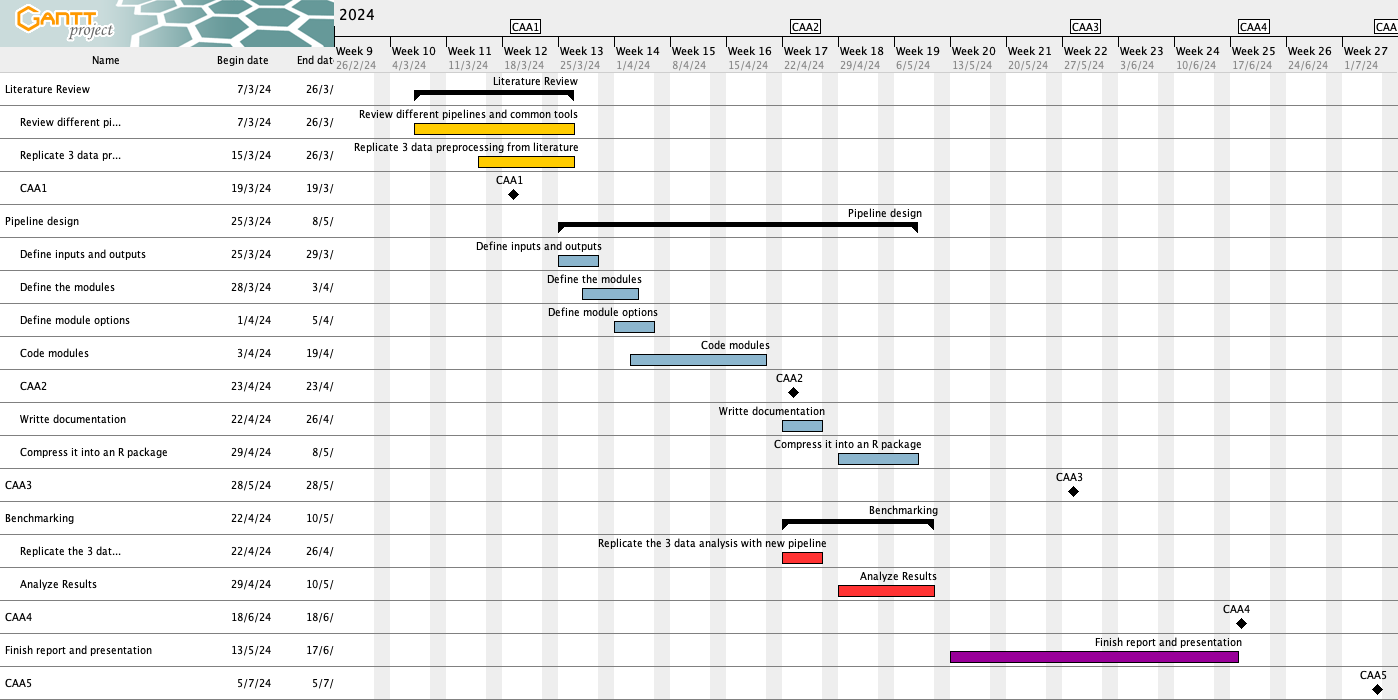 GANTT project
2024
CAA1 CAA2 CAA3 CAA4 CAA
Week 9 Week 10 Week 11 Week 12 Week 13 Week 14 Week 15 Week 16 Week 17 Week 18 Week 19 Week 20 Week 21 Week 22 Week 23 Week 24 Week 25 Week 26 Week 27
Name Begin date End dat
26/2/24 4/3/24 11/3/24 18/3/24 25/3/24 1/4/24 8/4/24 15/4/24 22/4/24 29/4/24 6/5/24 13/5/24 20/5/24 27/5/24 3/6/24 10/6/24 17/6/24 24/6/24 1/7/24
Literature Review 7/3/24 26/3/ Literature Review
Review different pi... 7/3/24 26/3/ Review different pipelines and common tools
Replicate 3 data pr... 15/3/24 26/3/ Replicate 3 data preprocessing from literature
CAA1 19/3/24 19/3/ CAA1
Pipeline design 25/3/24 8/5/ Pipeline design
Define inputs and outputs 25/3/24 29/3/ Define inputs and outputs
Define the modules 28/3/24 3/4/ Define the modules
Define module options 1/4/24 5/4/ Define module options
Code modules 3/4/24 19/4/ Code modules
CAA2 23/4/24 23/4/ CAA2
Writte documentation 22/4/24 26/4/ Writte documentation
Compress it into an R package 29/4/24 8/5/ Compress it into an R package
CAA3 28/5/24 28/5/ CAA3
Benchmarking 22/4/24 10/5/ Benchmarking
Replicate the 3 dat... 22/4/24 26/4/ Replicate the 3 data analysis with new pipeline
Analyze Results 29/4/24 10/5/ Analyze Results
CAA4 18/6/24 18/6/ CAA4
Finish report and presentation 13/5/24 17/6/ Finish report and presentation
CAA5 5/7/24 5/7/ CAA5